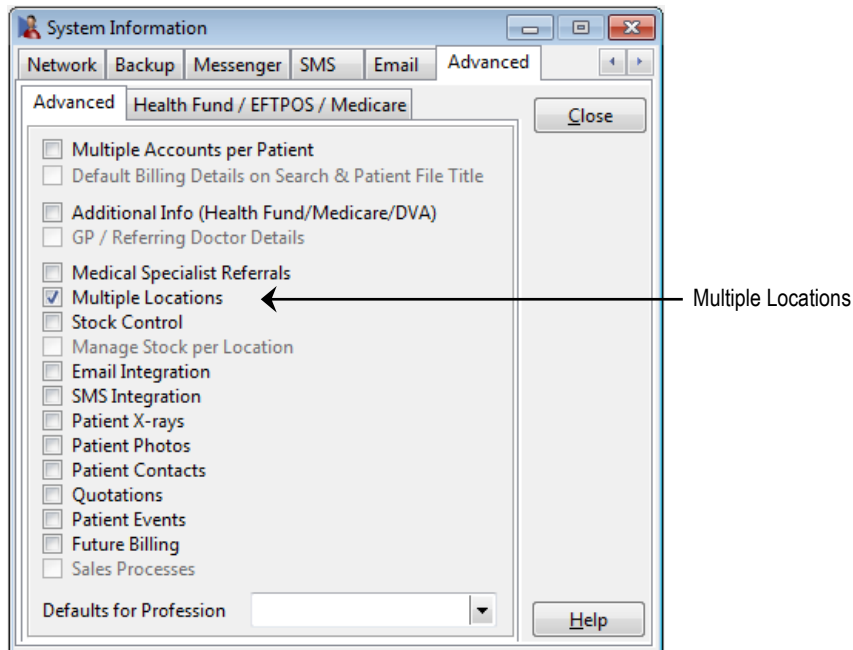 System Information
Network Backup Messenger SMS Email Advanced
Advanced Health Fund / EFTPOS / Medicare
Close
Multiple Accounts per Patient
Default Billing Details on Search & Patient File Title
Additional Info (Health Fund/Medicare/DVA)
GP / Referring Doctor Details
Medical Specialist Referrals
Multiple Locations
Multiple Locations
Stock Control
Manage Stock per Location
Email Integration
SMS Integration
Patient X-rays
Patient Photos
Patient Contacts
Quotations
Patient Events
Future Billing
Sales Processes
Defaults for Profession
Help